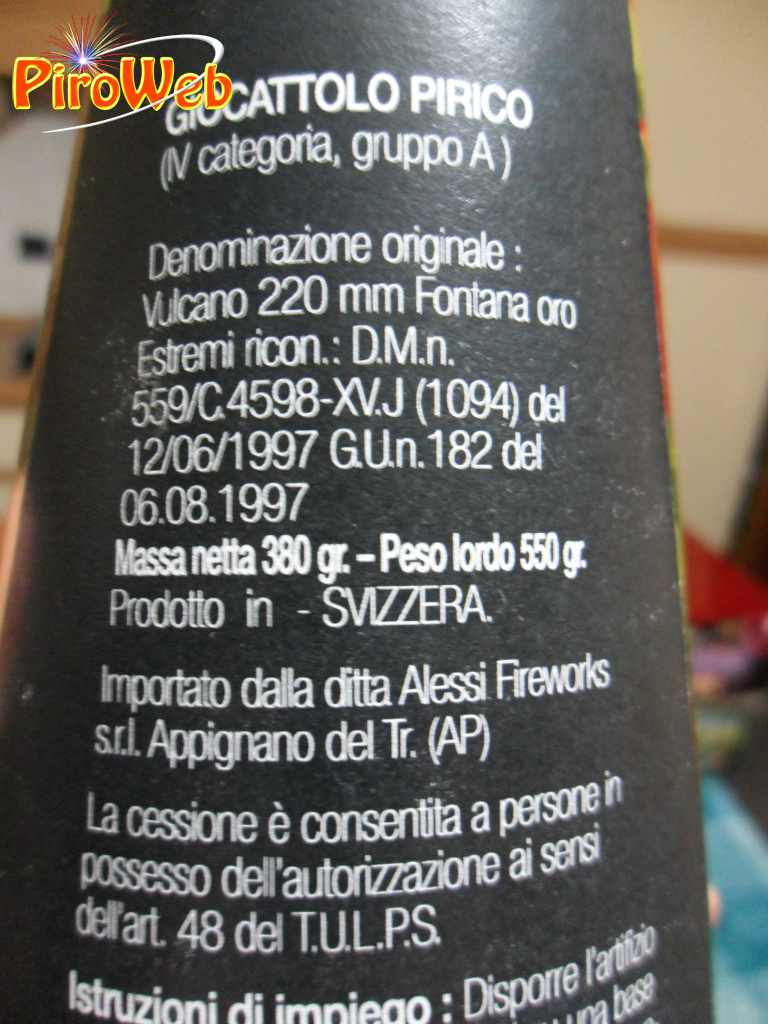 PiroWeb
GIOCATTOLO PIRICO
(IV categoria, gruppo A )
Denominazione originale :
Vulcano 220 mm Fontana oro
Estremi ricon.: D.M.n.
559/C.4598-XV.J (1094) del
12/06/1997 G.U.n.182 del
06.08.1997
Massa netta 380 gr. – Peso lordo 550 gr.
Prodotto in - SVIZZERA.
Importato dalla ditta Alessi Fireworks
s.r.l. Appignano del Tr. (AP)
La cessione è consentita a persone in
possesso dell'autorizzazione ai sensi
dell'art. 48 del T.U.L.P.S.
Istruzioni di impiego : Disporre l'artifizio
una base